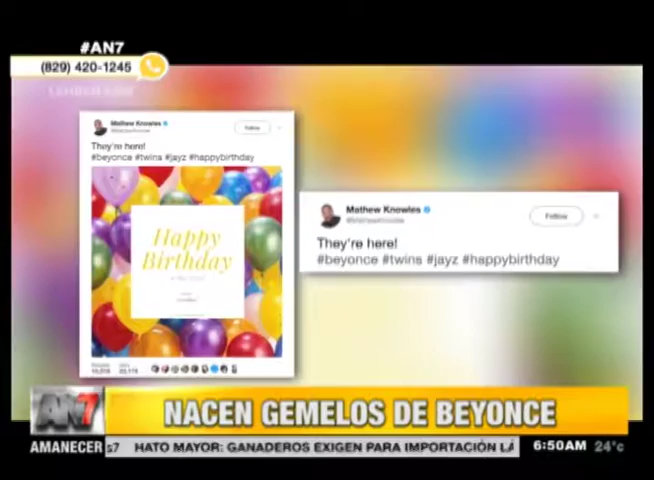 #AN7
(829) 420-1245
Mathew Knowles
Follow
They're here!
#beyonce #twins #jayz #happybirthday
Happy
Birthday
Mathew Knowles
Follow
They're here!
#beyonce #twins #jayz #happybirthday
AN7
NACEN GEMELOS DE BEYONCE
AMANECER
s7 HATO MAYOR: GANADEROS EXIGEN PARA IMPORTACIÓN LA
6:50AM 24°c